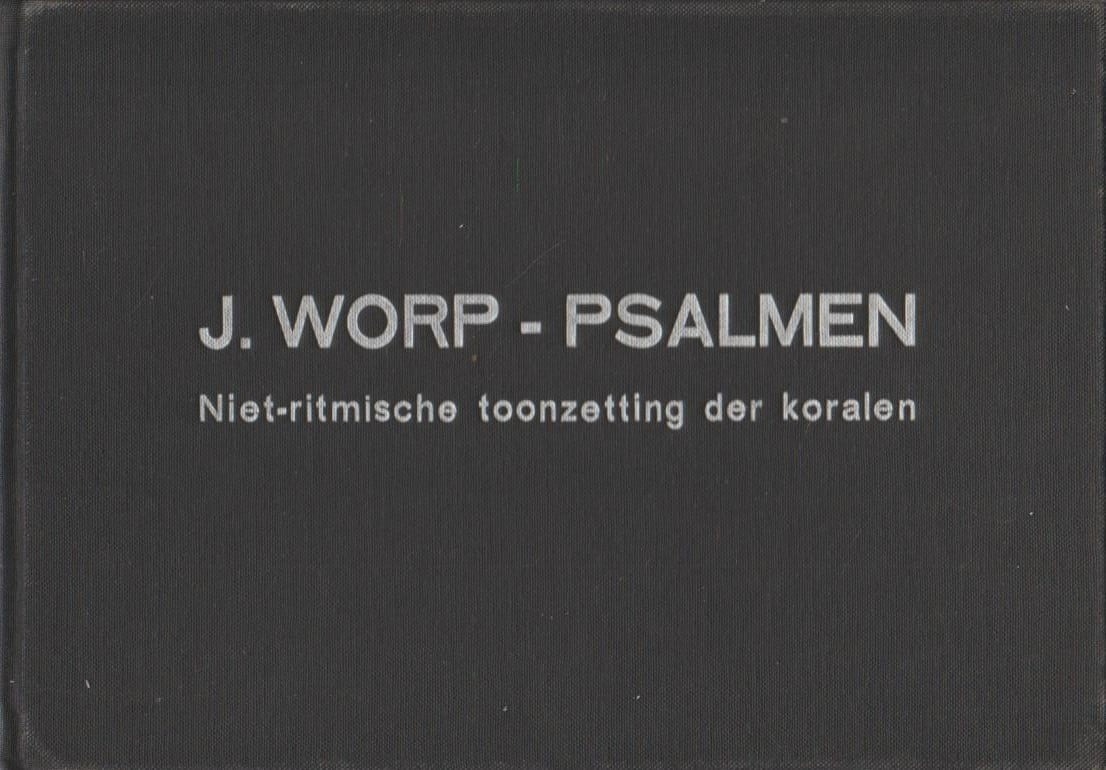 J. WORP - PSALMEN
Niet-ritmische toonzetting der koralen